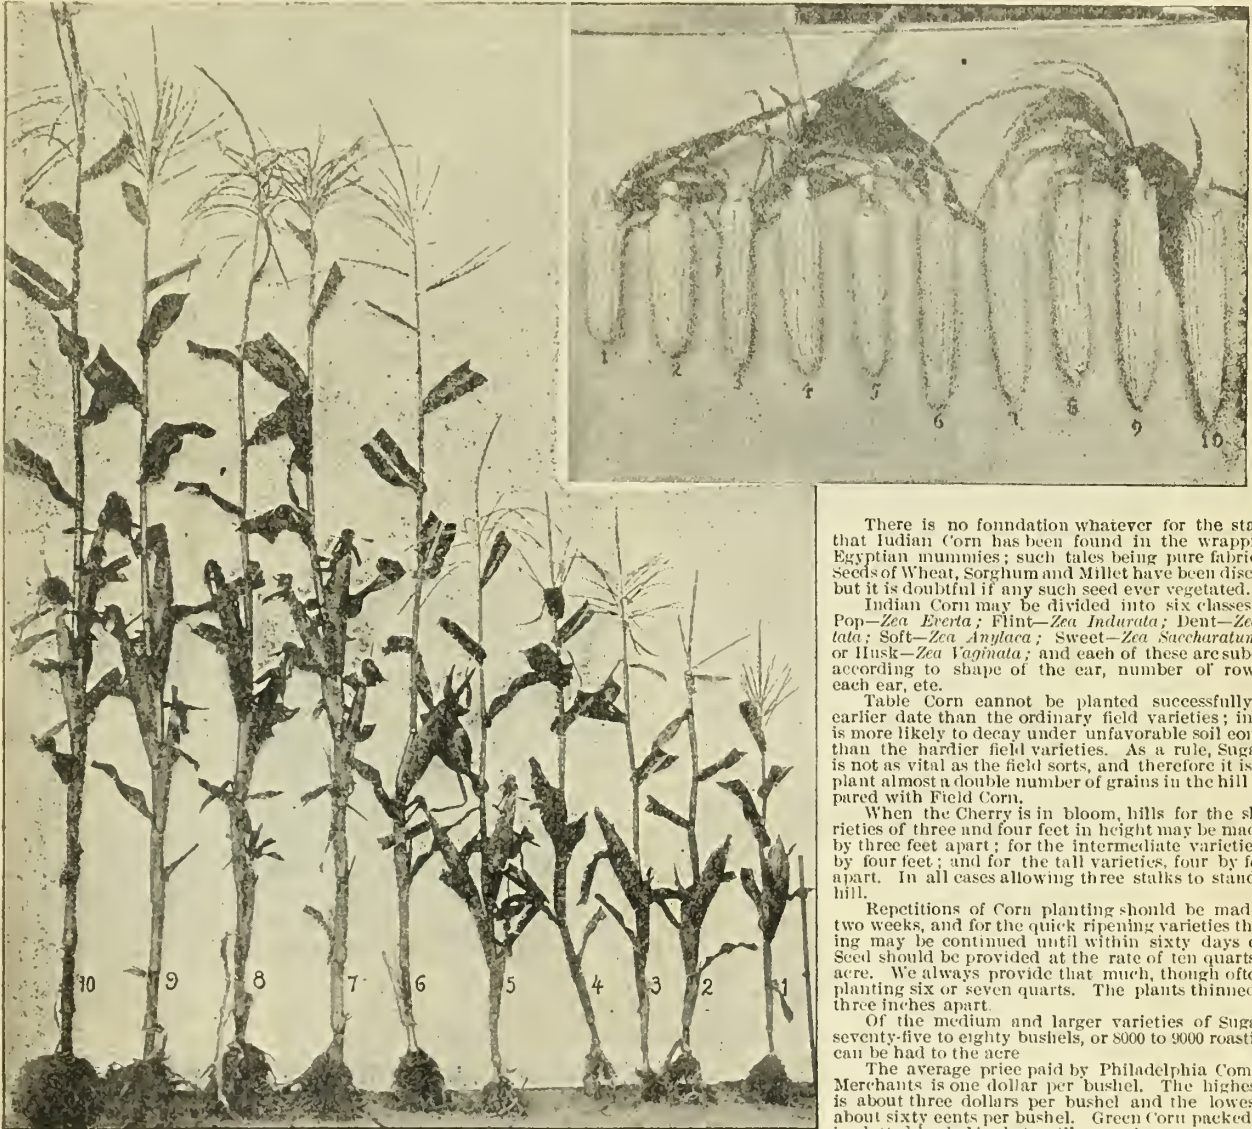 1
2
3
4
5
6
7
8
9
10
There is no foundation whatever for the sta
that Indian Corn has been found in the wrapp
Egyptian mummies; such tales being pure fabri
Seeds of Wheat, Sorghum and Millet have been disc
but it is doubtful if any such seed ever vegetated.
Indian Corn may be divided into six classes
Pop—Zea Everta; Flint—Zea Indurata; Dent—Ze
tata; Soft—Zea Amylaca; Sweet—Zea Saccharatum
or Husk—Zea Vaginata; and each of these are sub
according to shape of the ear, number of row
each ear, etc.
Table Corn cannot be planted successfully
earlier date than the ordinary field varieties; in
is more likely to decay under unfavorable soil con
than the hardier field varieties. As a rule, Suga
is not as vital as the field sorts, and therefore it is
plant almost a double number of grains in the hill
pared with Field Corn.
When the Cherry is in bloom, hills for the sh
rieties of three and four feet in height may be mad
by three feet apart; for the intermediate varietie
by four feet; and for the tall varieties, four by f
apart. In all cases allowing three stalks to stand
hill.
Repetitions of Corn planting should be mad
two weeks, and for the quick ripening varieties th
ing may be continued until within sixty days o
Seed should be provided at the rate of ten quarts
acre. We always provide that much, though ofte
planting six or seven quarts. The plants thinned
three inches apart.
Of the medium and larger varieties of Suga
seventy-five to eighty bushels, or 8000 to 9000 roasti
can be had to the acre
The average price paid by Philadelphia Com
Merchants is one dollar per bushel. The highes
is about three dollars per bushel and the lowes
about sixty cents per bushel. Green Corn packed
10 9 8 7 6 5 4 3 2 1